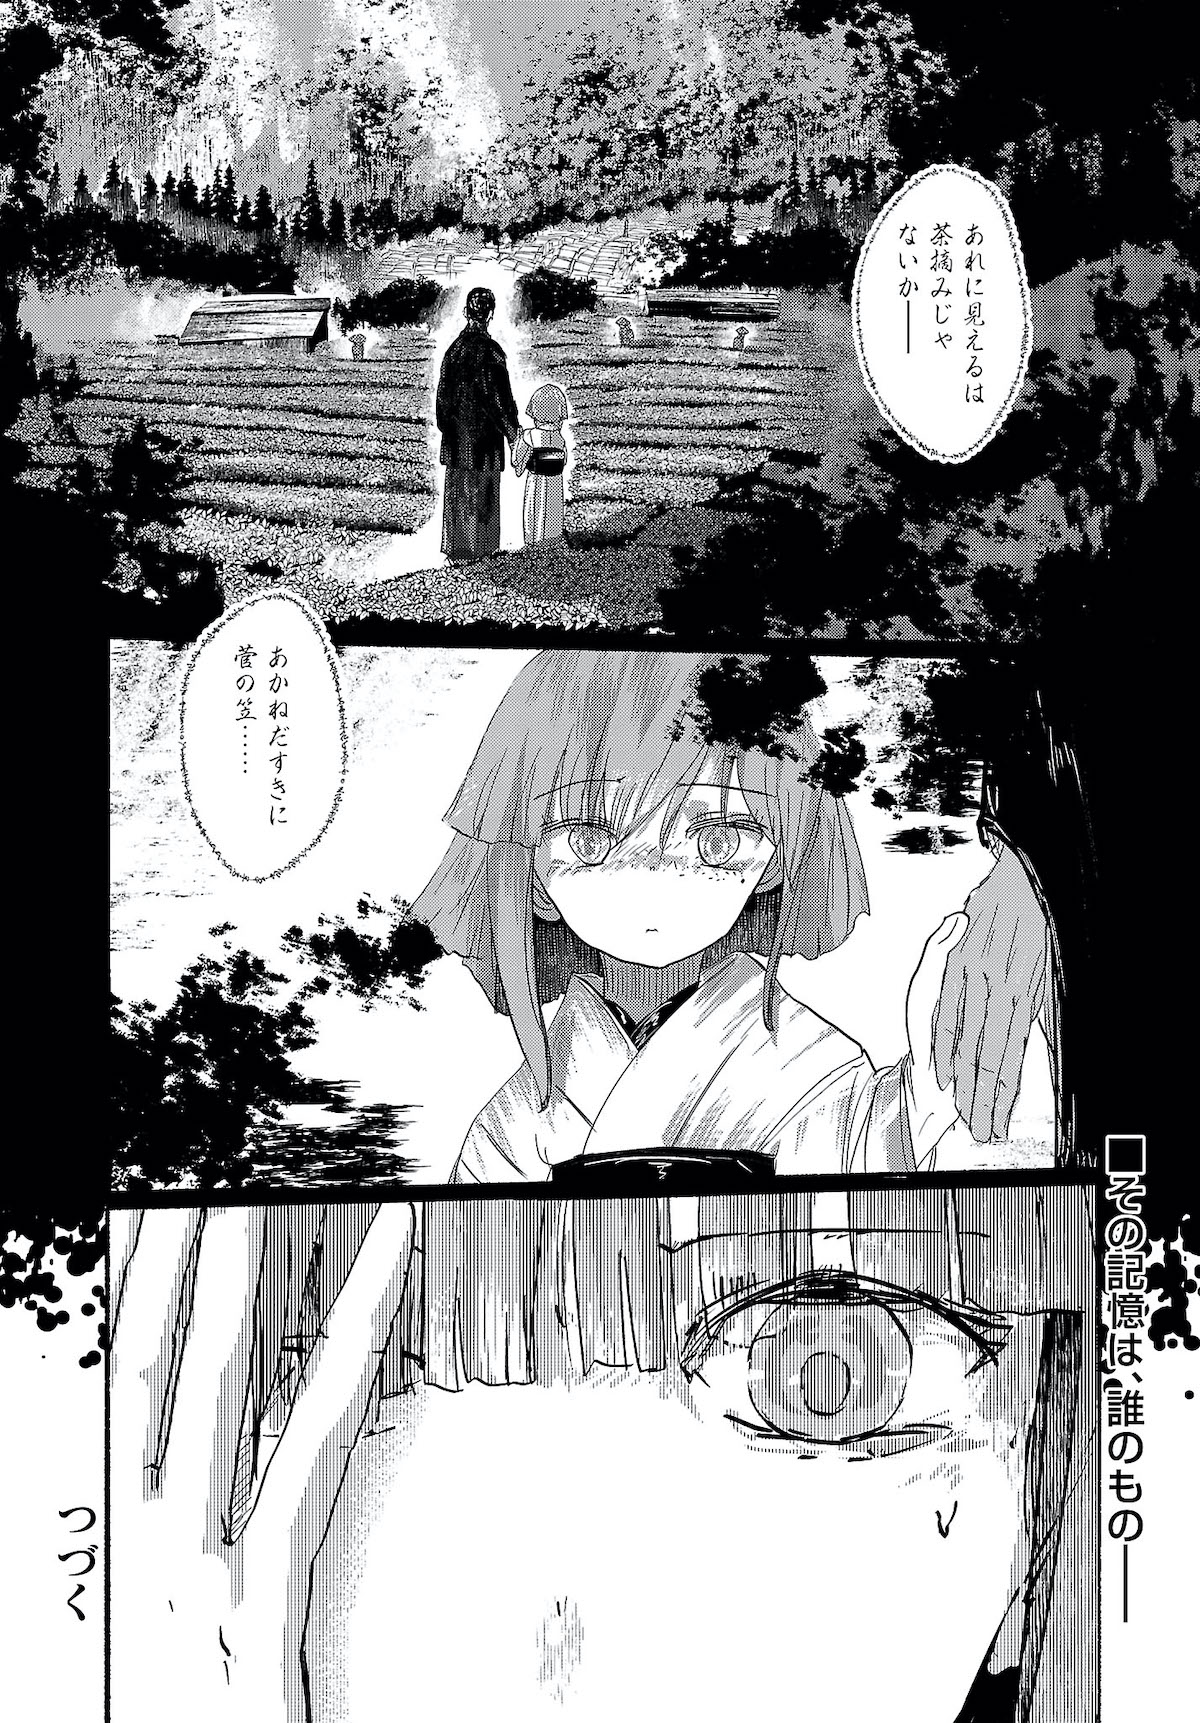 あれに見えるは
茶摘みじゃ
ないか――
あかねだすきに
菅の笠……
■その記憶は、誰のもの――
つづく